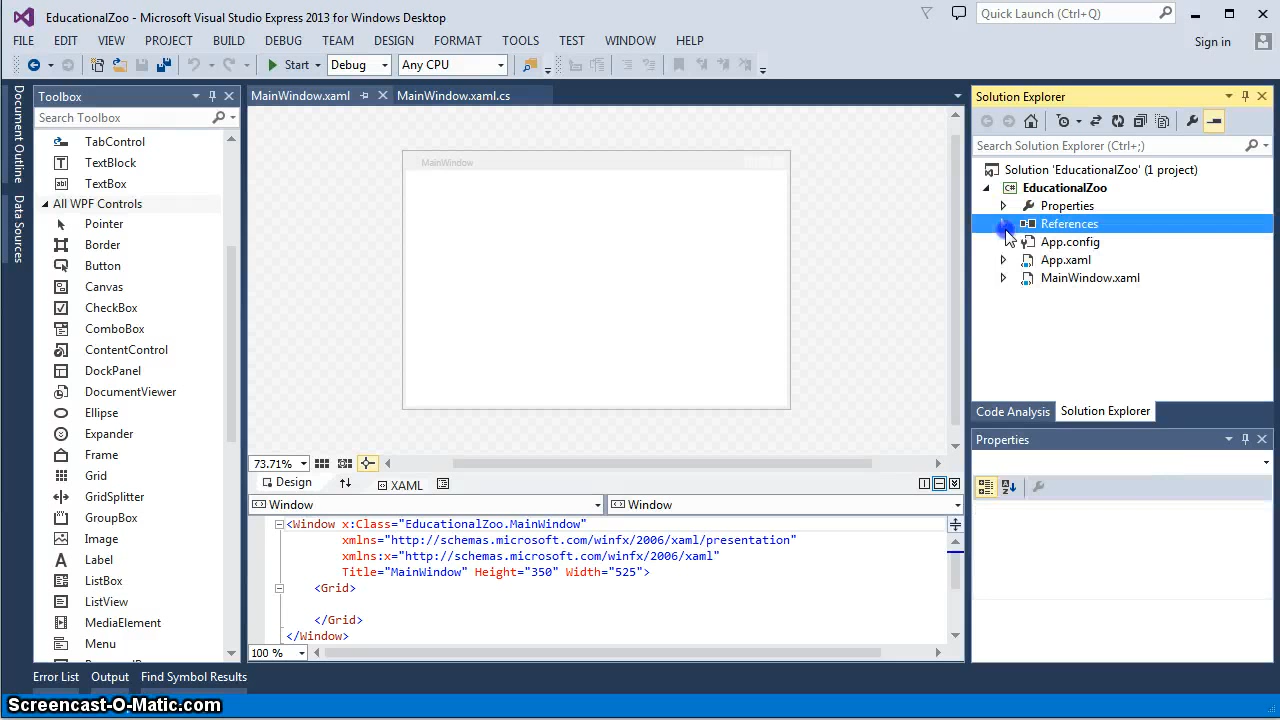 EducationalZoo - Microsoft Visual Studio Express 2013 for Windows Desktop
Quick Launch (Ctrl+Q)
FILE EDIT VIEW PROJECT BUILD DEBUG TEAM DESIGN FORMAT TOOLS TEST WINDOW HELP
Sign in
Start Debug Any CPU
Document Outline
Data Sources
Toolbox
Search Toolbox
TabControl
TextBlock
TextBox
All WPF Controls
Pointer
Border
Button
Canvas
CheckBox
ComboBox
ContentControl
DockPanel
DocumentViewer
Ellipse
Expander
Frame
Grid
GridSplitter
GroupBox
Image
Label
ListBox
ListView
MediaElement
Menu
MainWindow.xaml MainWindow.xaml.cs
MainWindow
73.71%
Design XAML
Window Window
<Window x:Class="EducationalZoo.MainWindow"
xmlns="http://schemas.microsoft.com/winfx/2006/xaml/presentation"
xmlns:x="http://schemas.microsoft.com/winfx/2006/xaml"
Title="MainWindow" Height="350" Width="525">
<Grid>
</Grid>
</Window>
100 %
Solution Explorer
Search Solution Explorer (Ctrl+;)
Solution 'EducationalZoo' (1 project)
C# EducationalZoo
Properties
References
App.config
App.xaml
MainWindow.xaml
Code Analysis Solution Explorer
Properties
Error List Output Find Symbol Results
Screencast-O-Matic.com